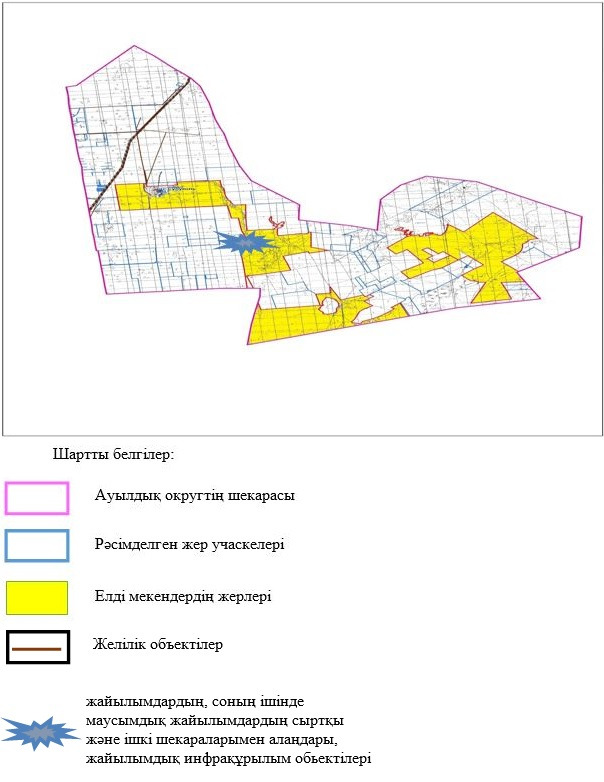 Шартты белгілер:
Ауылдық округтің шекарасы
Рәсімделген жер учаскелері
Елді мекендердің жерлері
Желілік объектілер
жайылымдардың, соның ішінде
маусымдық жайылымдардың сыртқы
және ішкі шекараларымен алаңдары,
жайылымдық инфрақұрылым обьектілері